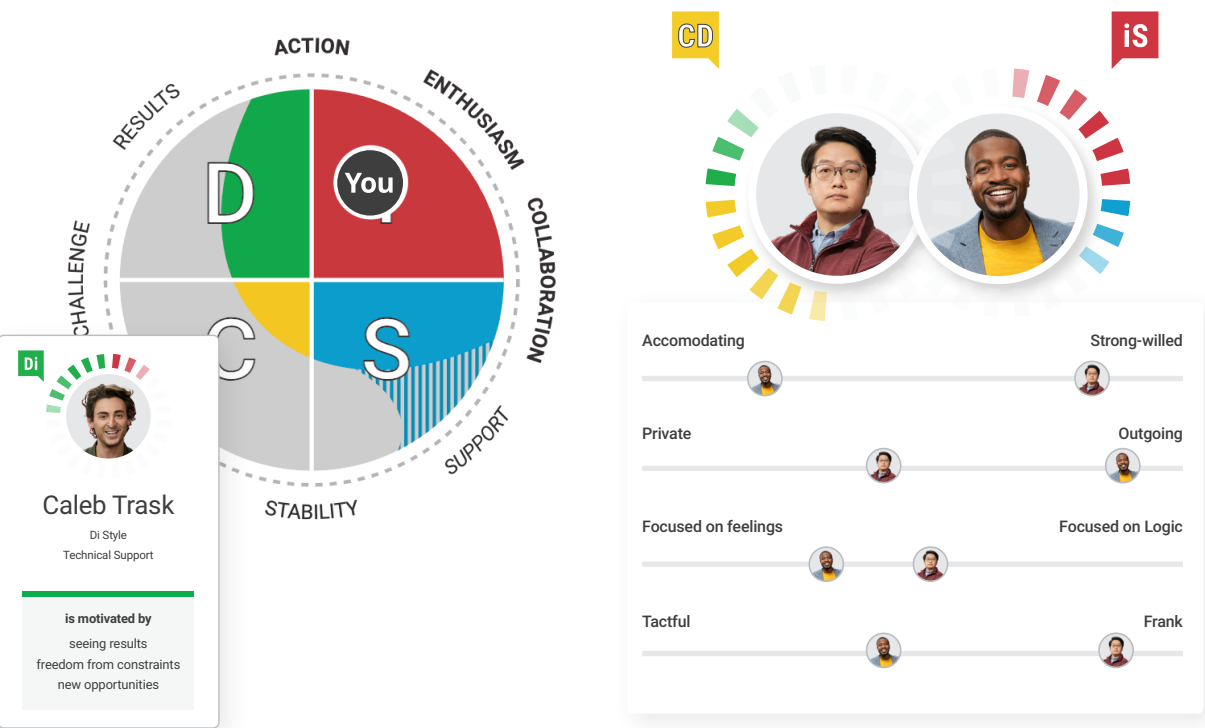 ACTION
ENTHUSIASM
COLLABORATION
SUPPORT
STABILITY
CHALLENGE
RESULTS
D
You
C
S
Di
Caleb Trask
Di Style
Technical Support
is motivated by
seeing results
freedom from constraints
new opportunities
CD
iS
Accomodating Strong-willed
Private Outgoing
Focused on feelings Focused on Logic
Tactful Frank